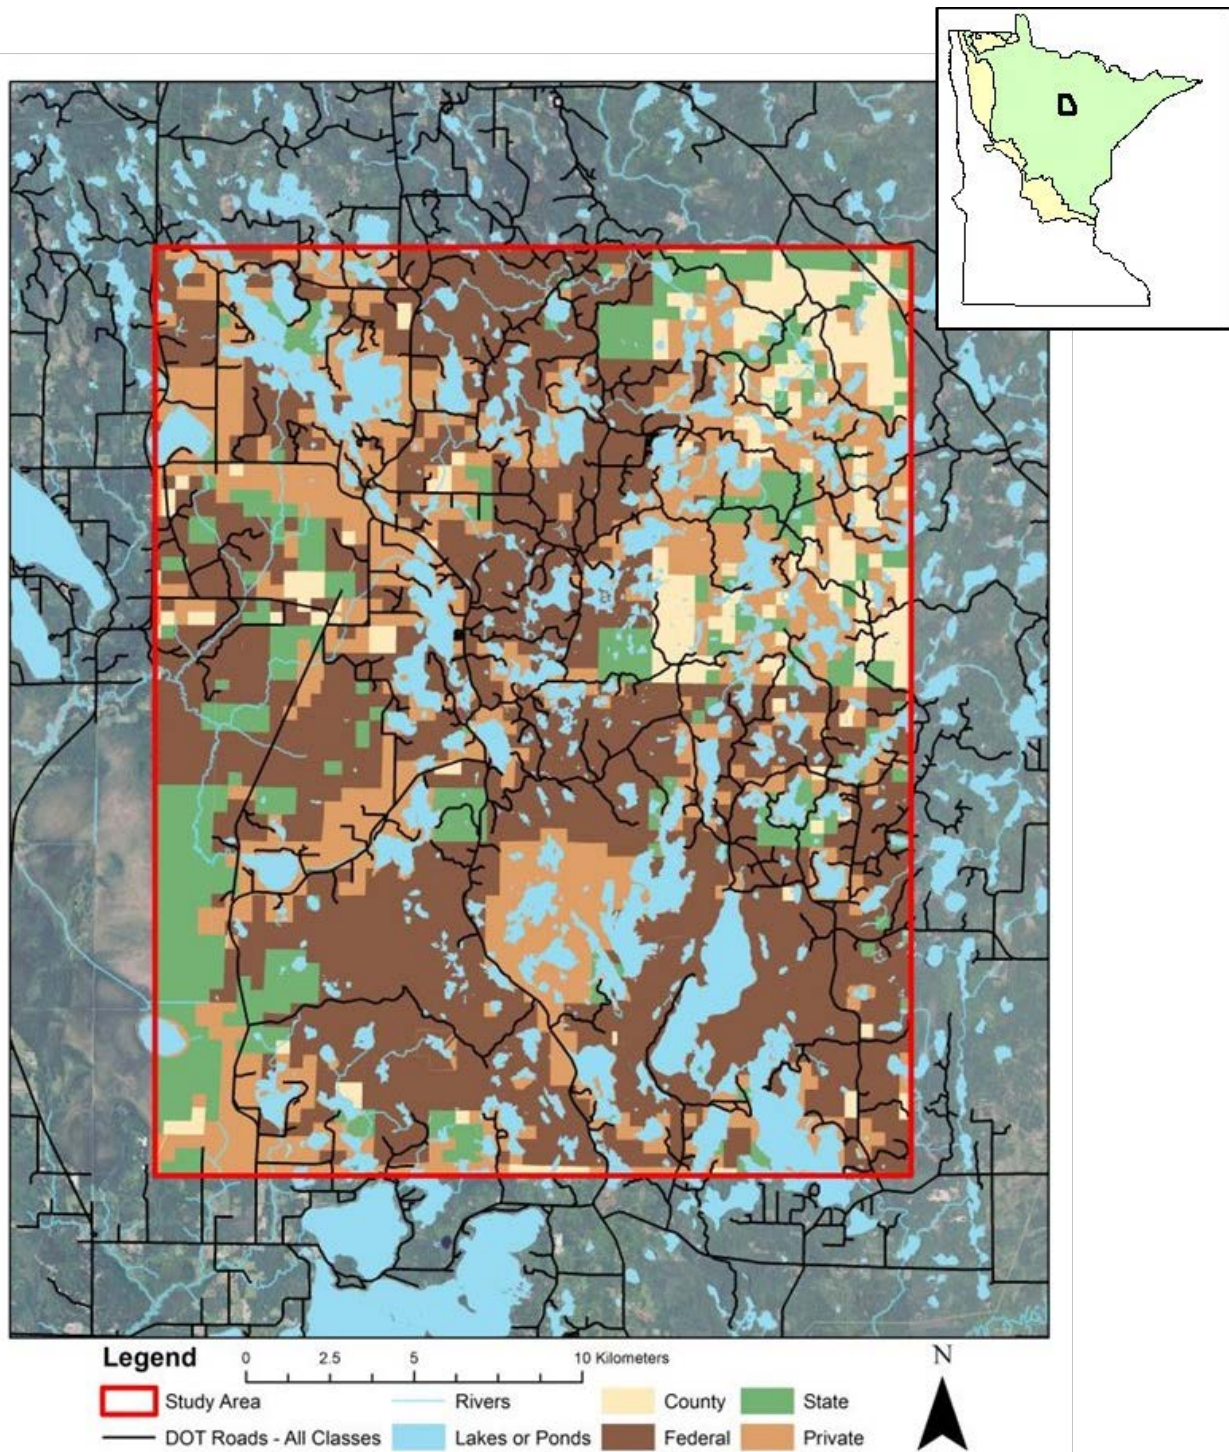 Legend
0 2.5 5 10 Kilometers
N
Study Area
Rivers
County
State
DOT Roads - All Classes
Lakes or Ponds
Federal
Private